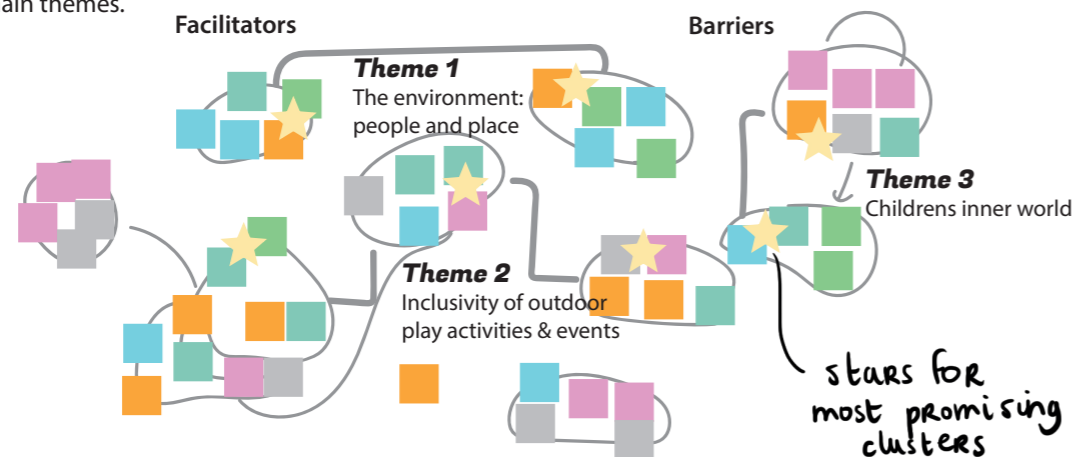 ain themes.
Facilitators
Barriers
Theme 1
The environment:
people and place
Theme 3
Childrens inner world
Theme 2
Inclusivity of outdoor
play activities & events
stars for
most promising
clusters